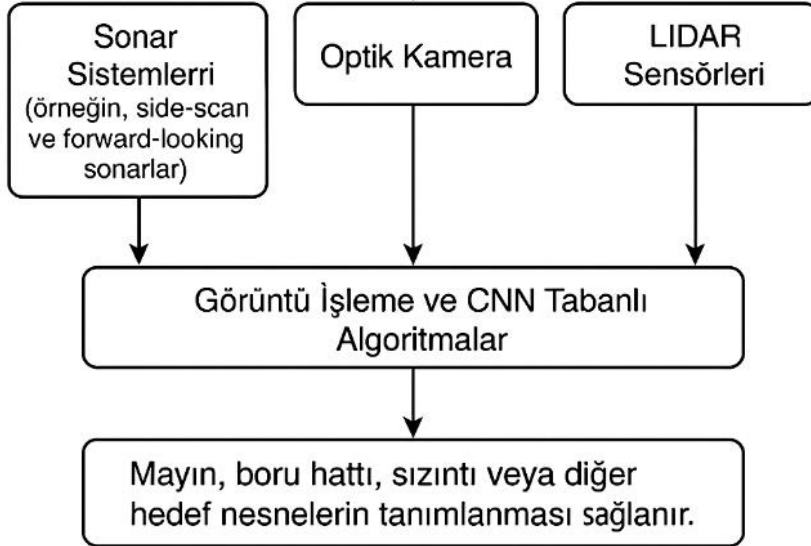 Sonar
Sistemlerri
(örneğin, side-scan
ve forward-looking
sonarlar)
Optik Kamera
LIDAR
Sensörleri
Görüntü İşleme ve CNN Tabanlı
Algoritmalar
Mayın, boru hattı, sızıntı veya diğer
hedef nesnelerin tanımlanması sağlanır.